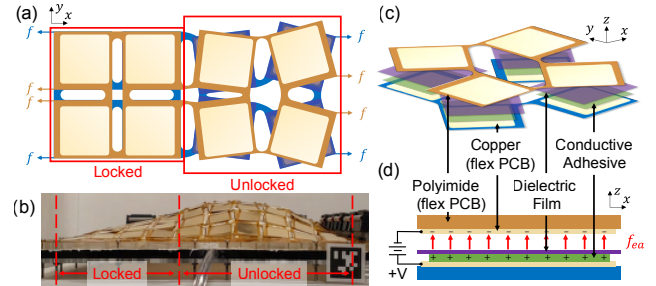 (a)
y
x
f
f
f
f
f
f
f
f
Locked
Unlocked
(b)
Locked
Unlocked
(c)
y
z
x
Copper
(flex PCB)
Conductive
Adhesive
Polyimide
(flex PCB)
Dielectric
Film
(d)
z
x
f_ea
+V